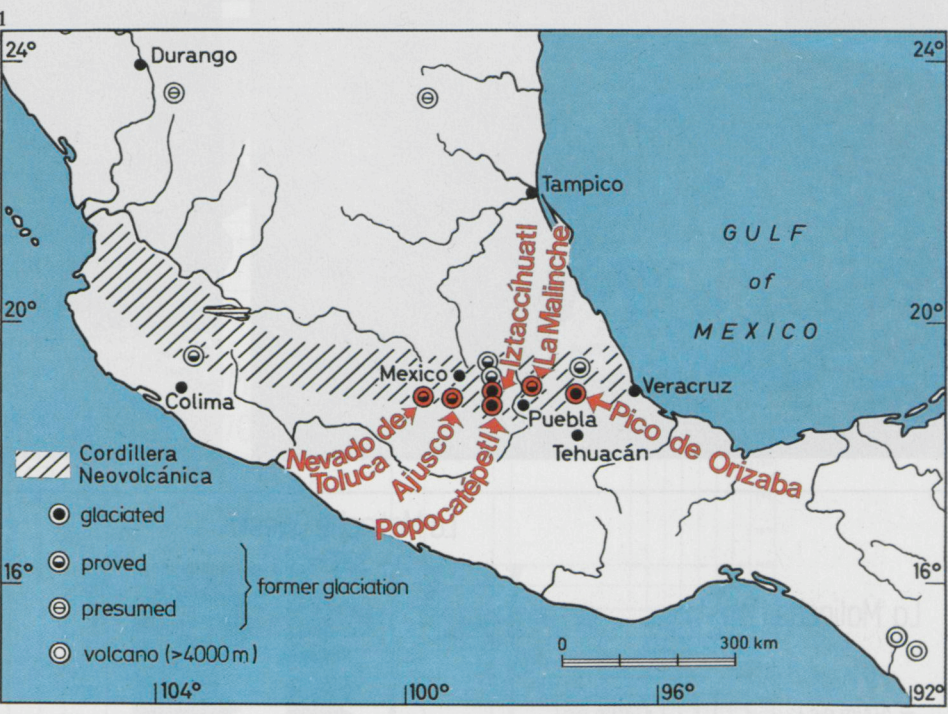 1
24°
24°
Durango
Tampico
GULF
of
MEXICO
Iztaccíhuatl
La Malinche
20°
20°
Mexico
Colima
Veracruz
Puebla
Tehuacán
Nevado de
Toluca
Ajusco
Popocatépetl
Pico de Orizaba
Cordillera
Neovolcánica
glaciated
proved
presumed
former glaciation
volcano (>4000m)
16°
16°
0
300 km
104°
100°
96°
92°